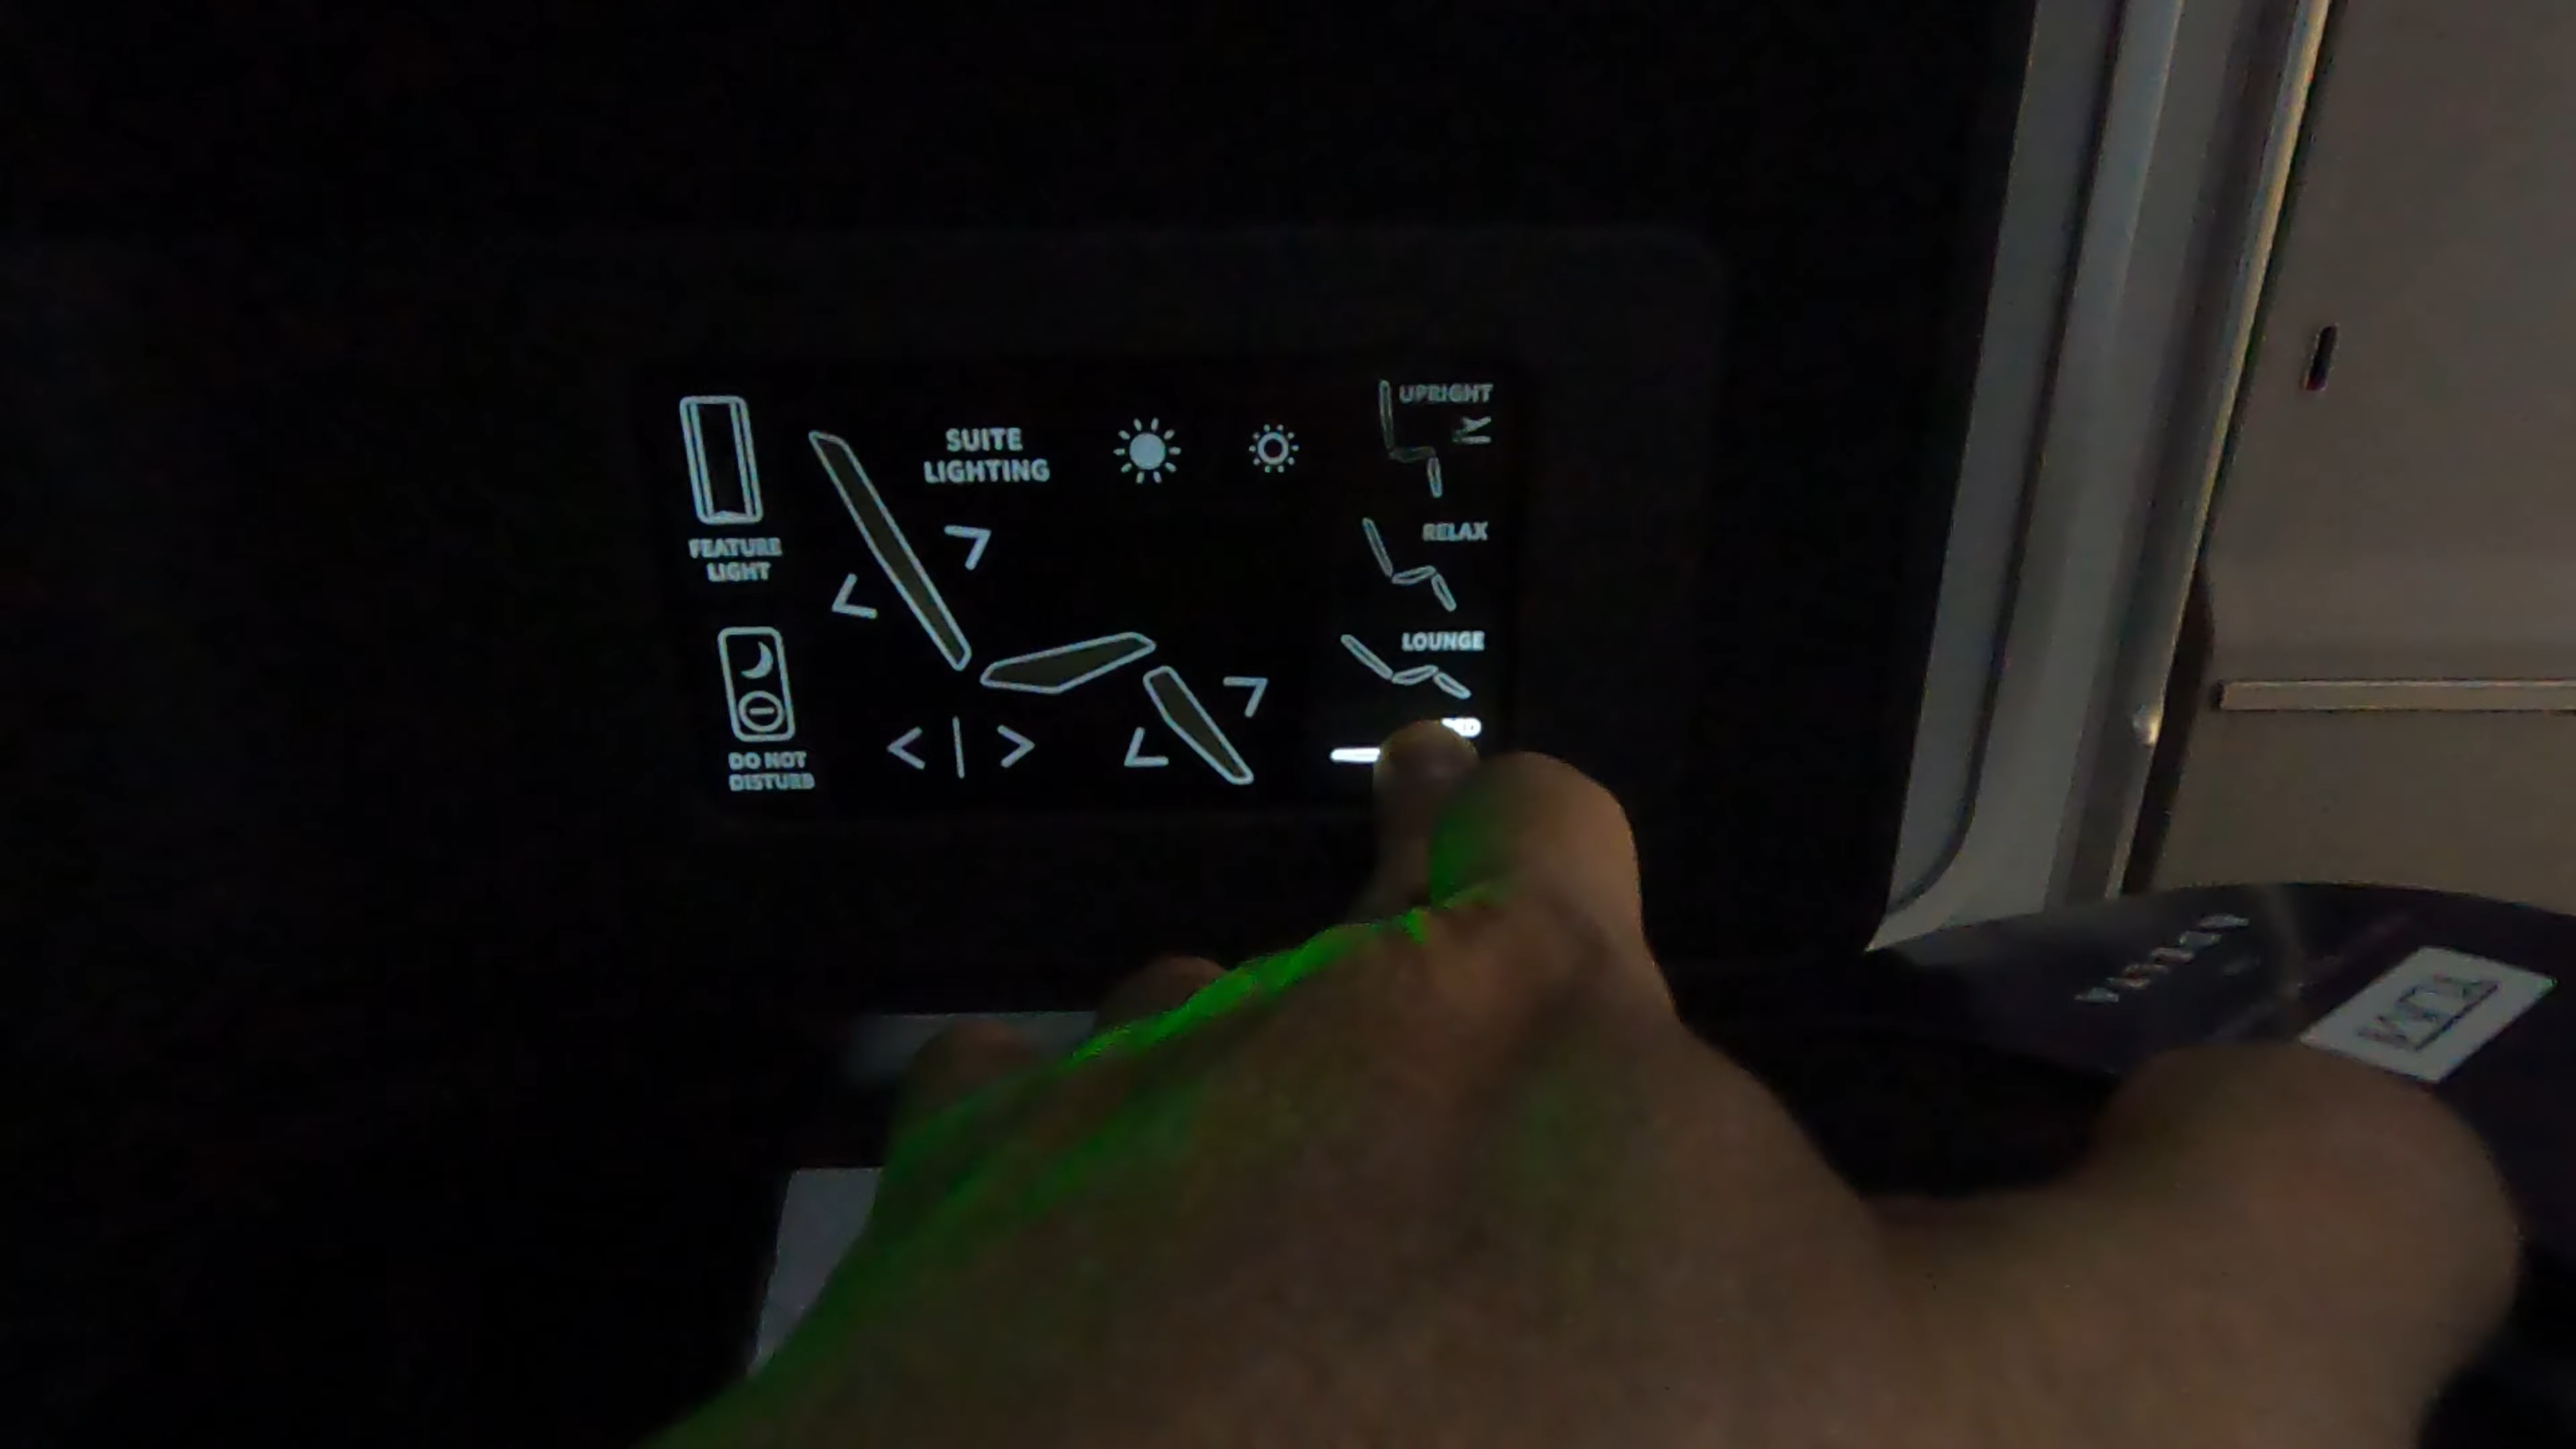 SUITE
LIGHTING
FEATURE
LIGHT
DO NOT
DISTURB
UPRIGHT
RELAX
LOUNGE